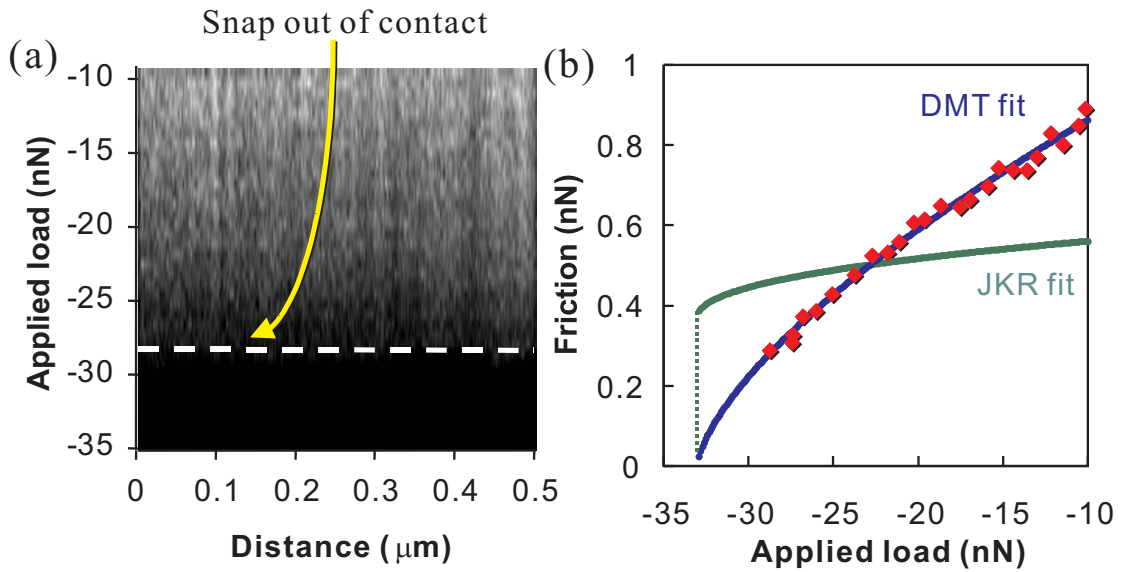 Snap out of contact
(a)
-10
-15
-20
-25
-30
-35
Applied load (nN)
0 0.1 0.2 0.3 0.4 0.5
Distance (μm)
(b)
1
0.8
0.6
0.4
0.2
0
Friction (nN)
DMT fit
JKR fit
-35 -30 -25 -20 -15 -10
Applied load (nN)